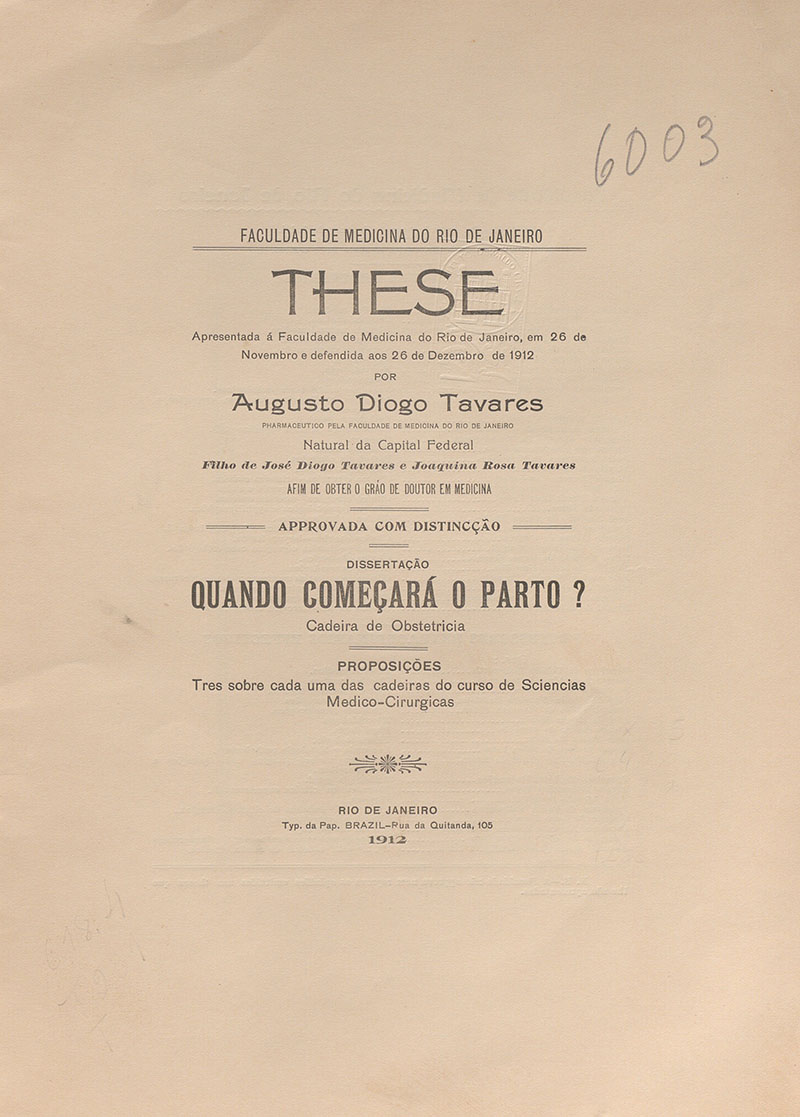 6003
FACULDADE DE MEDICINA DO RIO DE JANEIRO
THESE
Apresentada á Faculdade de Medicina do Rio de Janeiro, em 26 de
Novembro e defendida aos 26 de Dezembro de 1912
POR
Augusto Diogo Tavares
PHARMACEUTICO PELA FACULDADE DE MEDICINA DO RIO DE JANEIRO
Natural da Capital Federal
Filho de José Diogo Tavares e Joaquina Rosa Tavares
AFIM DE OBTER O GRÁO DE DOUTOR EM MEDICINA
APPROVADA COM DISTINCÇÃO
DISSERTAÇÃO
QUANDO COMEÇARÁ O PARTO ?
Cadeira de Obstetricia
PROPOSIÇÕES
Tres sobre cada uma das cadeiras do curso de Sciencias
Medico-Cirurgicas
RIO DE JANEIRO
Typ. da Pap. BRAZIL—Rua da Quitanda, 105
1912